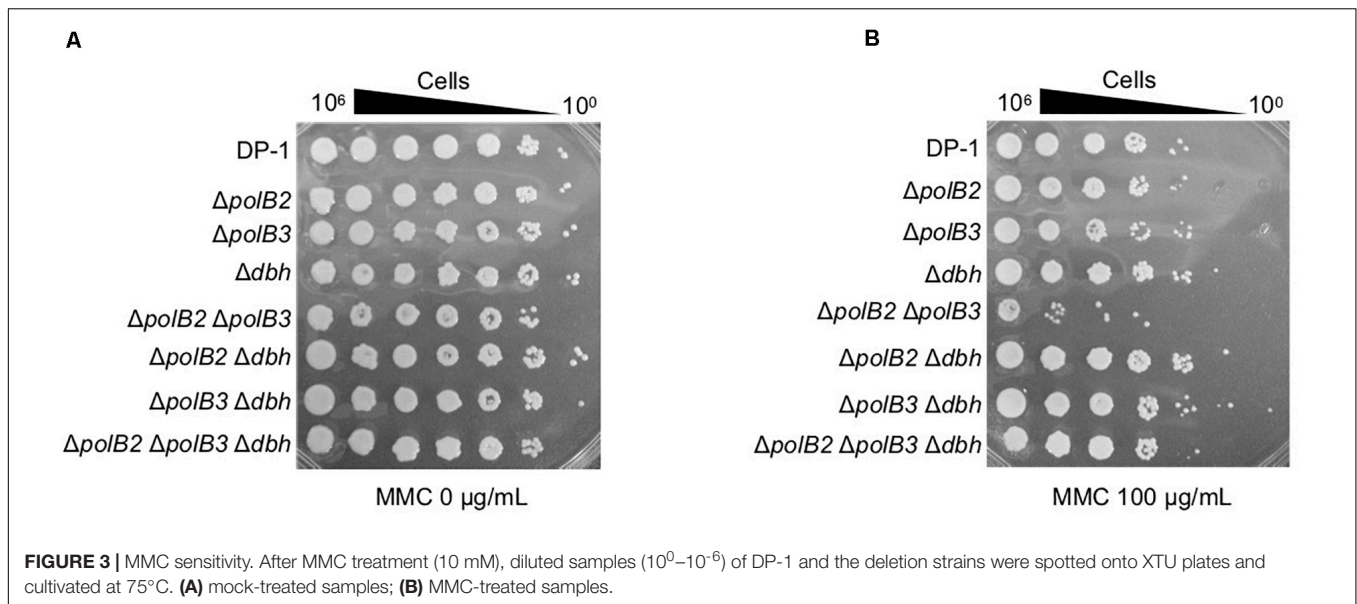 A
B
Cells
10⁶ 10⁰
DP-1
ΔpolB2
ΔpolB3
Δdbh
ΔpolB2 ΔpolB3
ΔpolB2 Δdbh
ΔpolB3 Δdbh
ΔpolB2 ΔpolB3 Δdbh
MMC 0 µg/mL
Cells
10⁶ 10⁰
DP-1
ΔpolB2
ΔpolB3
Δdbh
ΔpolB2 ΔpolB3
ΔpolB2 Δdbh
ΔpolB3 Δdbh
ΔpolB2 ΔpolB3 Δdbh
MMC 100 µg/mL
FIGURE 3 | MMC sensitivity. After MMC treatment (10 mM), diluted samples (10⁰–10⁻⁶) of DP-1 and the deletion strains were spotted onto XTU plates and
cultivated at 75°C. (A) mock-treated samples; (B) MMC-treated samples.